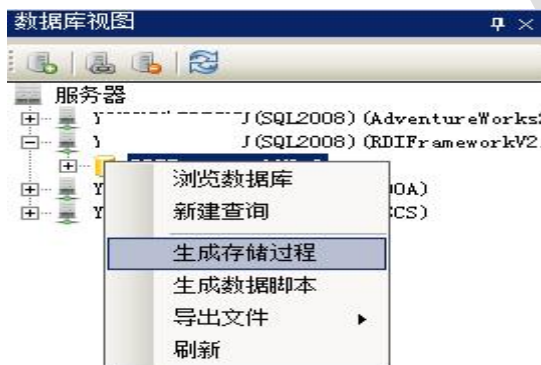 数据库视图
服务器
(SQL2008) (AdventureWorks
(SQL2008) (RDIFrameworkV2.
浏览数据库
OA)
新建查询
CS)
生成存储过程
生成数据脚本
导出文件
刷新